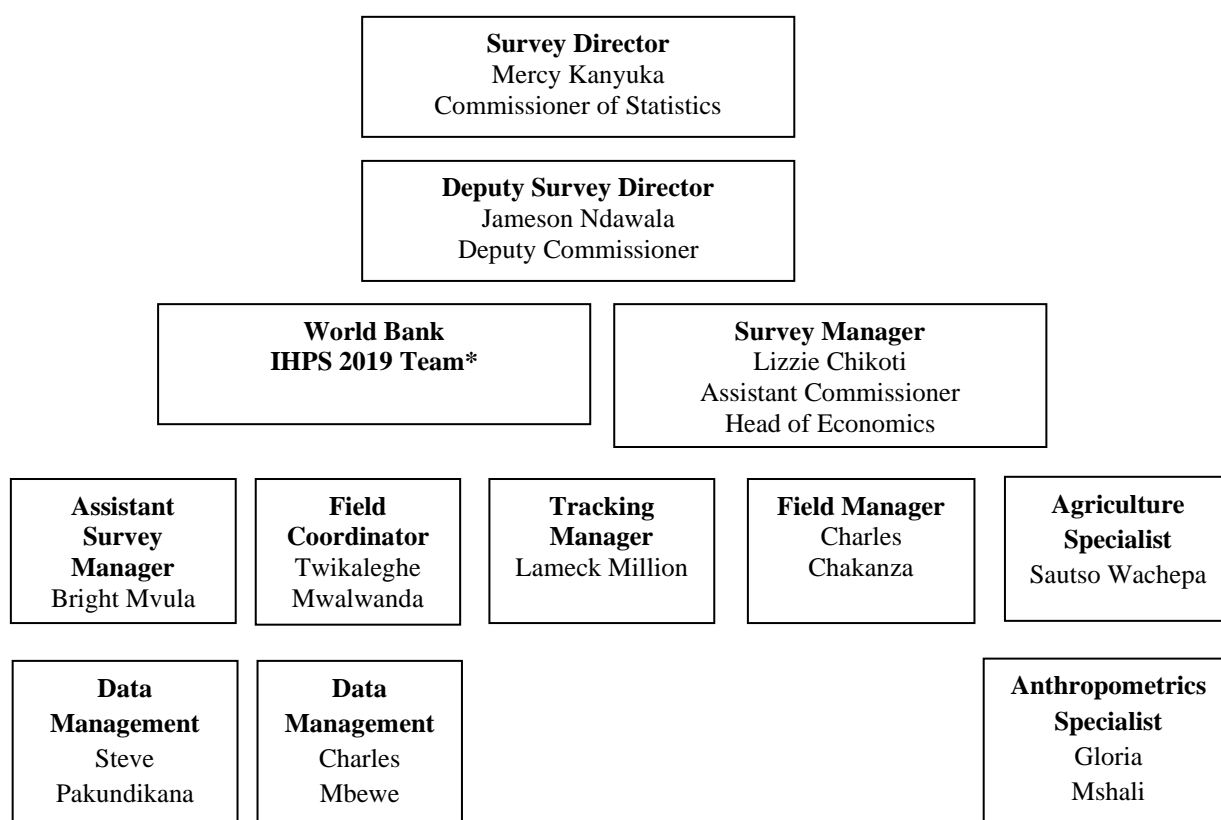 Survey Director
Mercy Kanyuka
Commissioner of Statistics
Deputy Survey Director
Jameson Ndawala
Deputy Commissioner
World Bank
IHPS 2019 Team*
Survey Manager
Lizzie Chikoti
Assistant Commissioner
Head of Economics
Assistant
Survey
Manager
Bright Mvula
Field
Coordinator
Twikaleghe
Mwalwanda
Tracking
Manager
Lameck Million
Field Manager
Charles
Chakanza
Agriculture
Specialist
Sautso Wachepa
Data
Management
Steve
Pakundikana
Data
Management
Charles
Mbewe
Anthropometrics
Specialist
Gloria
Mshali